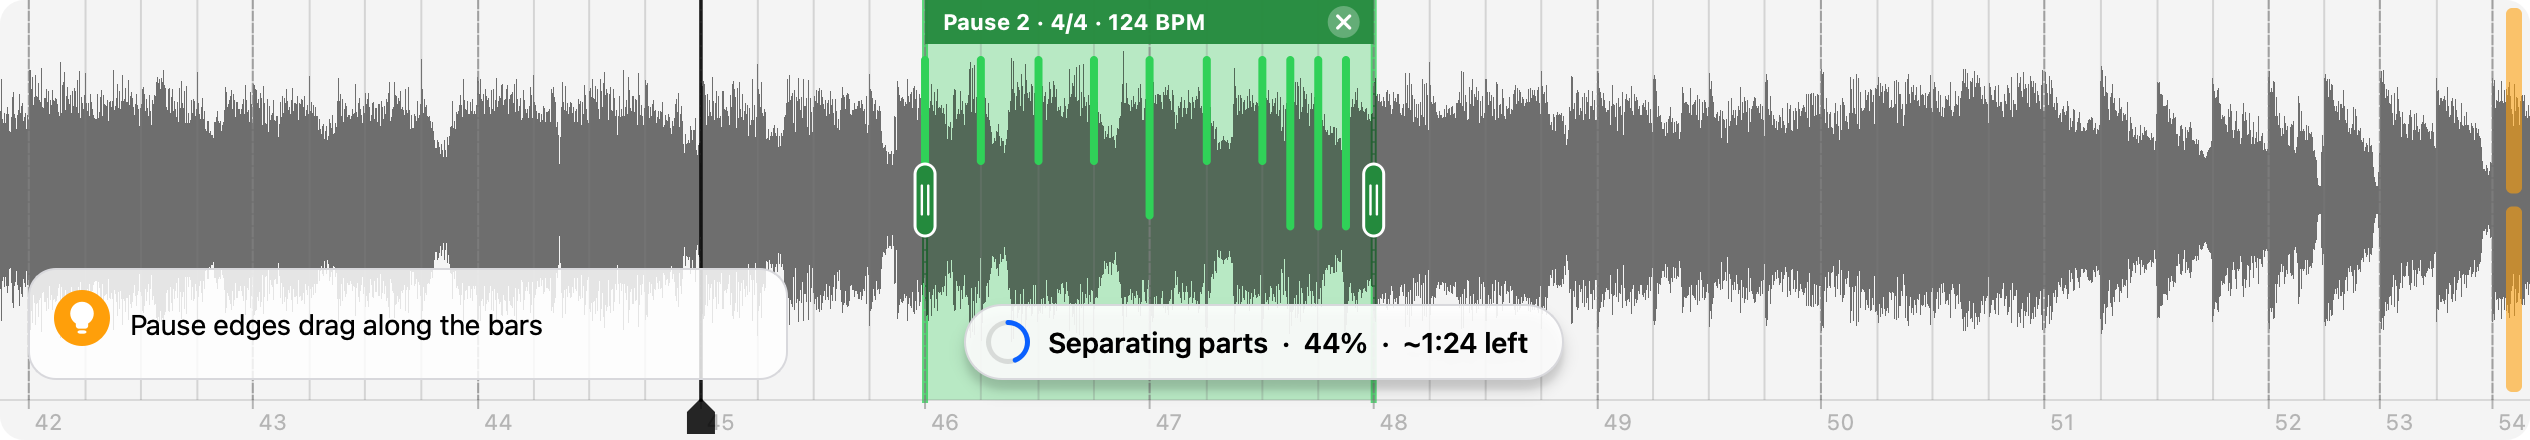 Pause 2 · 4/4 · 124 BPM
Pause edges drag along the bars
Separating parts · 44% · ~1:24 left
42 43 44 45 46 47 48 49 50 51 52 53 54